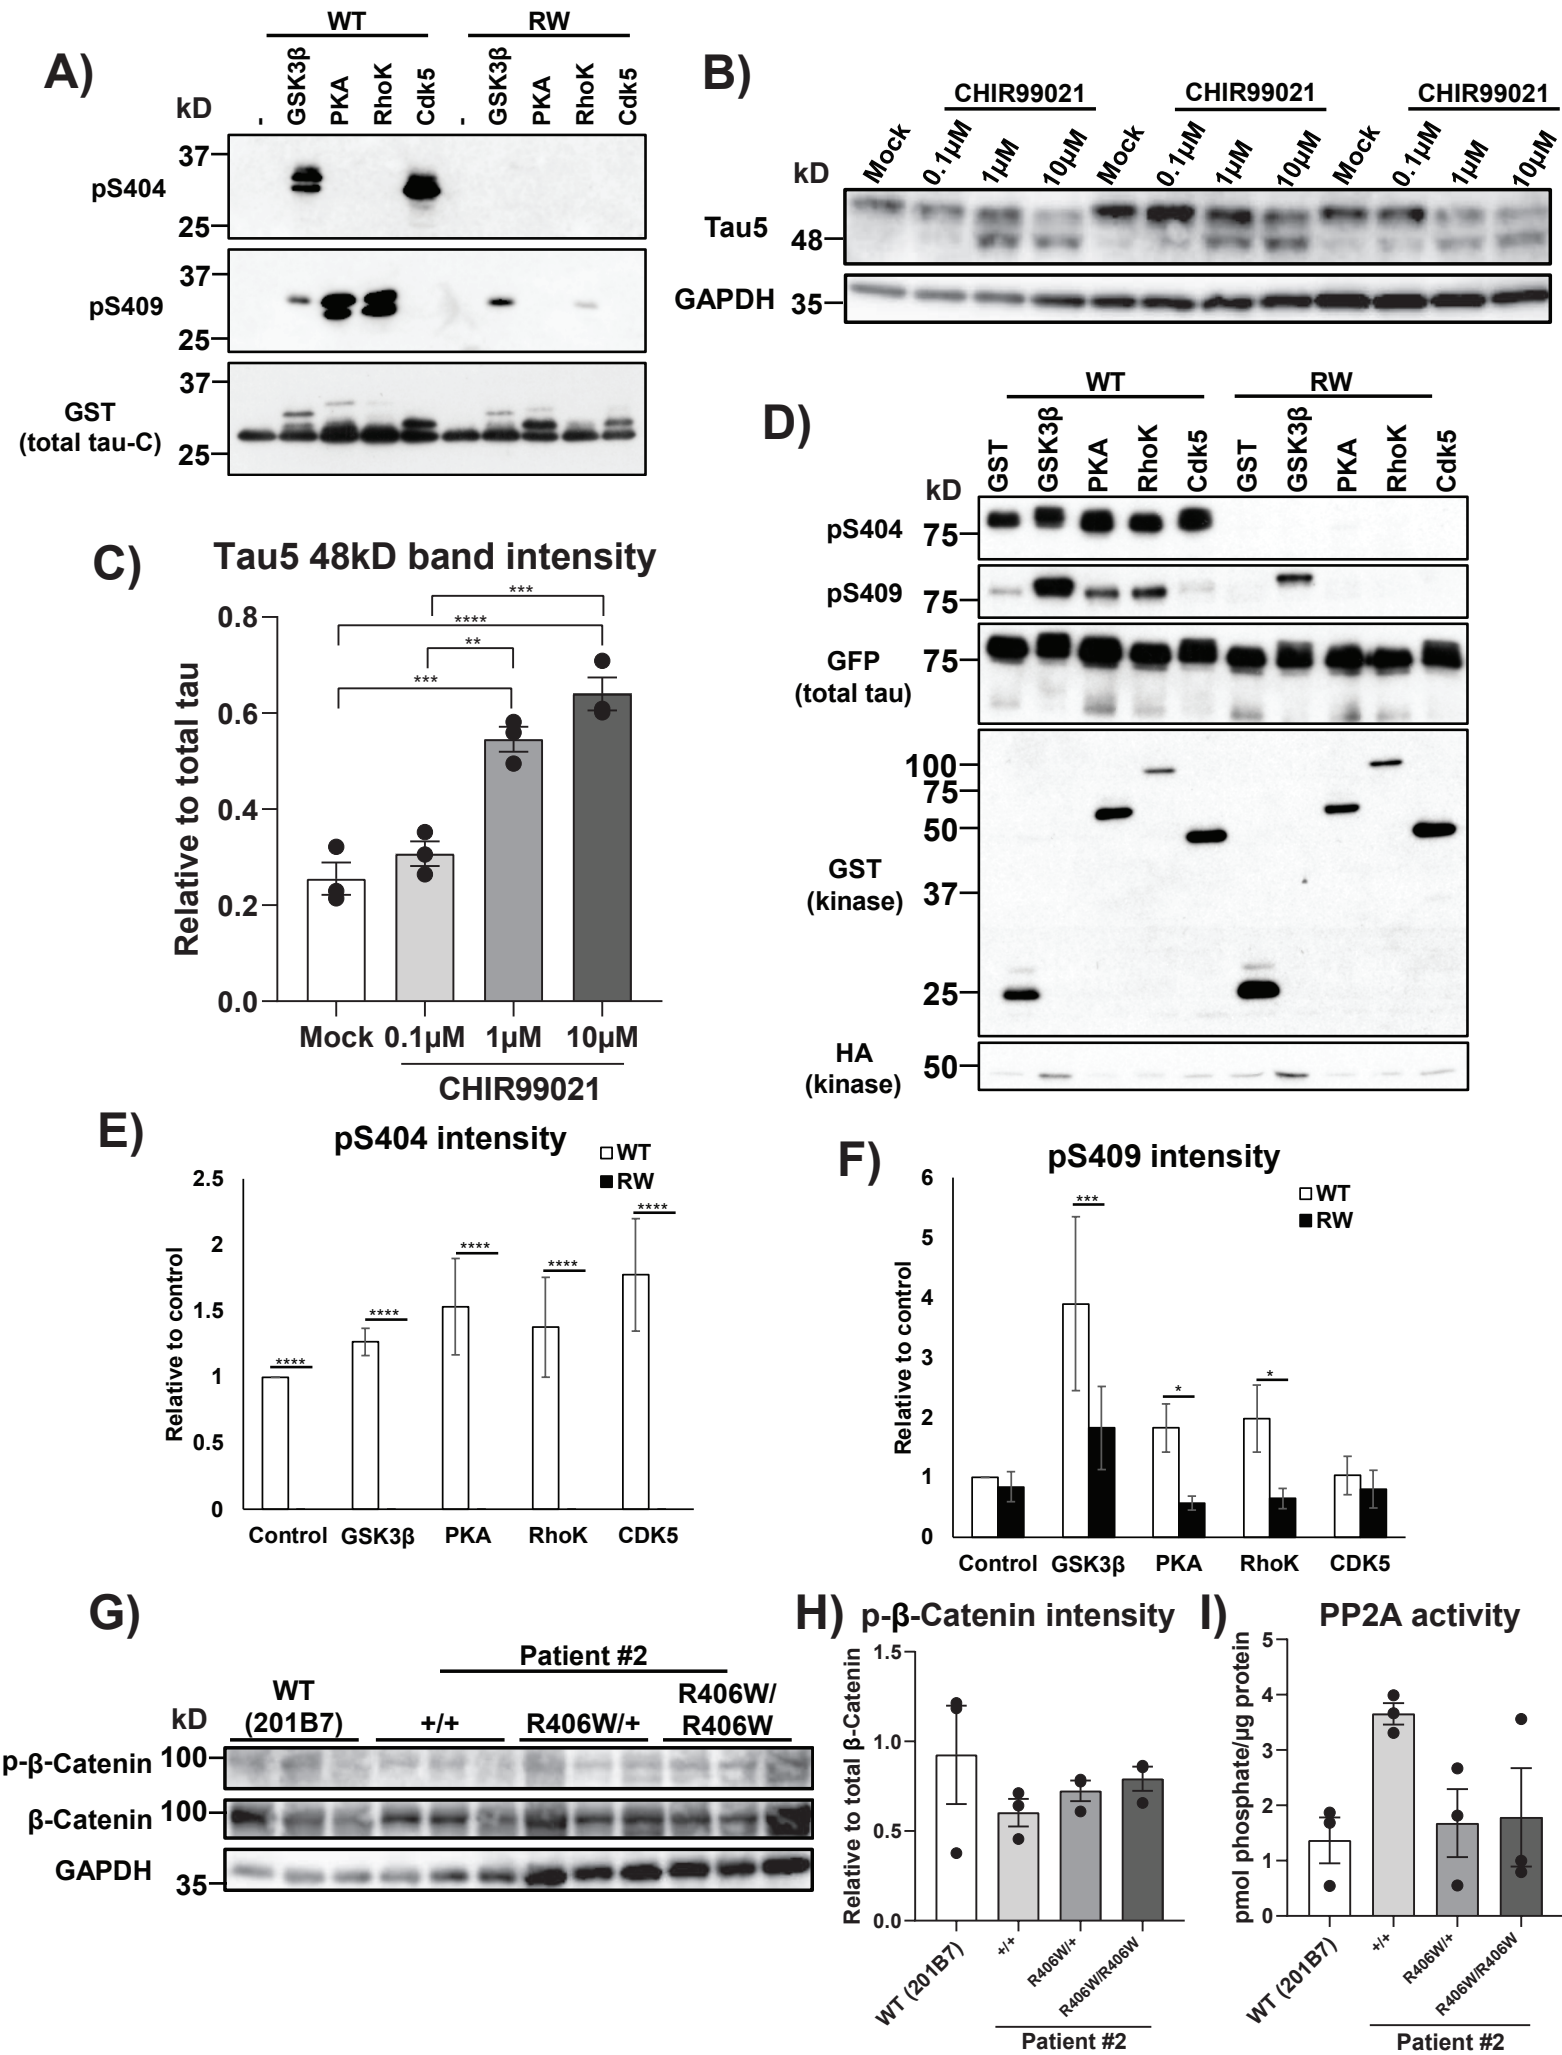 A)
WT RW
kD - GSK3β PKA RhoK Cdk5 - GSK3β PKA RhoK Cdk5
37
pS404
25
37
pS409
25
37
GST
(total tau-C)
25
B)
CHIR99021 CHIR99021 CHIR99021
kD Mock 0.1µM 1µM 10µM Mock 0.1µM 1µM 10µM Mock 0.1µM 1µM 10µM
Tau5
48
GAPDH 35
C) Tau5 48kD band intensity
Relative to total tau
0.8
0.6
0.4
0.2
0.0
***
****
**
***
Mock 0.1µM 1µM 10µM
CHIR99021
D)
WT RW
kD GST GSK3β PKA RhoK Cdk5 GST GSK3β PKA RhoK Cdk5
pS404 75
pS409 75
GFP
(total tau)
75
100
75
50
GST
(kinase)
37
25
HA
(kinase)
50
E) pS404 intensity
WT
RW
Relative to control
2.5
2
1.5
1
0.5
0
**** **** **** **** ****
Control GSK3β PKA RhoK CDK5
F) pS409 intensity
WT
RW
Relative to control
6
5
4
3
2
1
0
*** * *
Control GSK3β PKA RhoK CDK5
G)
Patient #2
WT
(201B7)
+/+ R406W/+ R406W/
R406W
kD
p-β-Catenin 100
β-Catenin 100
GAPDH
35
H) p-β-Catenin intensity
Relative to total β-Catenin
1.5
1.0
0.5
0.0
WT (201B7) +/+ R406W/+ R406W/R406W
Patient #2
I) PP2A activity
pmol phosphate/µg protein
5
4
3
2
1
0
WT (201B7) +/+ R406W/+ R406W/R406W
Patient #2